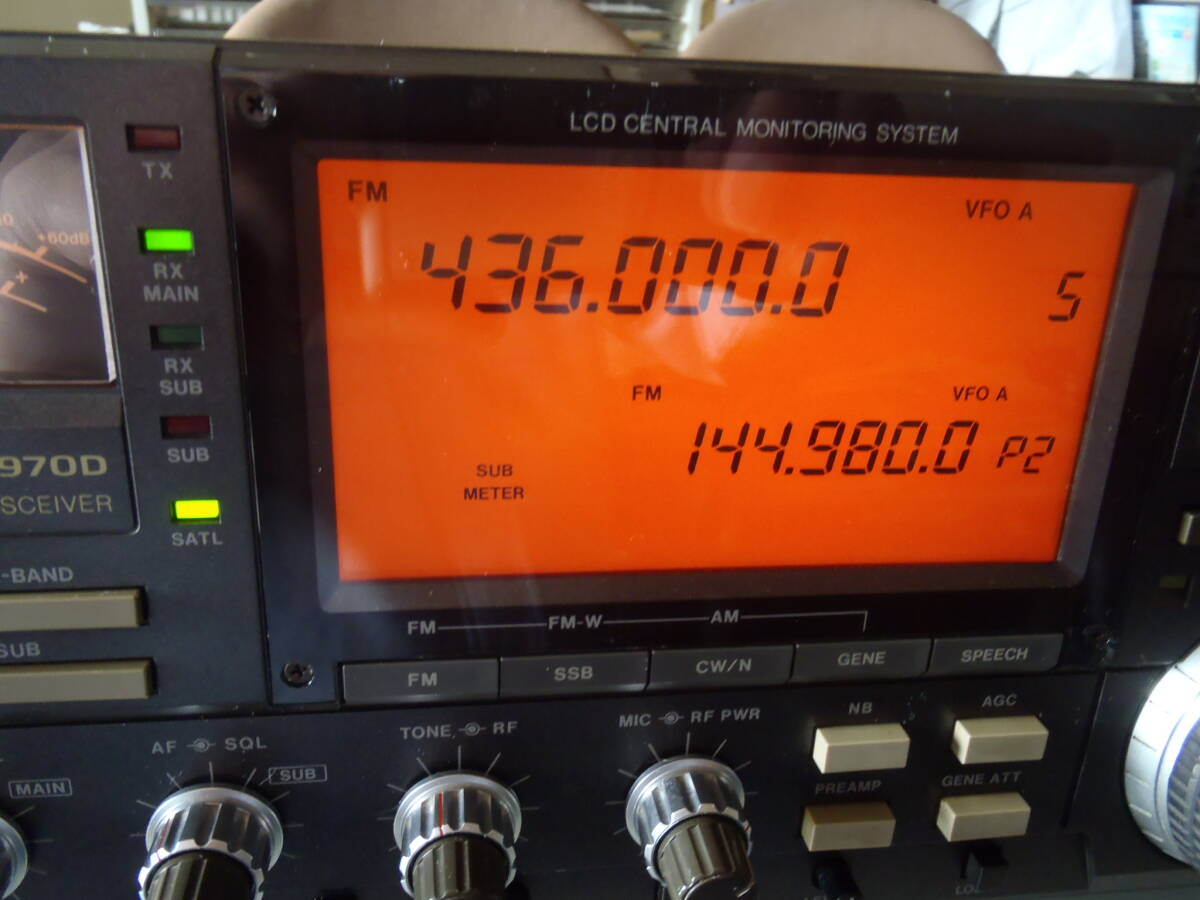 LCD CENTRAL MONITORING SYSTEM
FM
VFO A
436.000.0
5
FM
VFO A
144.980.0 P2
SUB
METER
+60dB
TX
RX
MAIN
RX
SUB
SUB
SATL
970D
SCEIVER
-BAND
SUB
FM FM-W AM
FM SSB CW/N GENE SPEECH
AF SQL
TONE RF
MIC RF PWR
NB
AGC
MAIN
SUB
PREAMP
GENE ATT